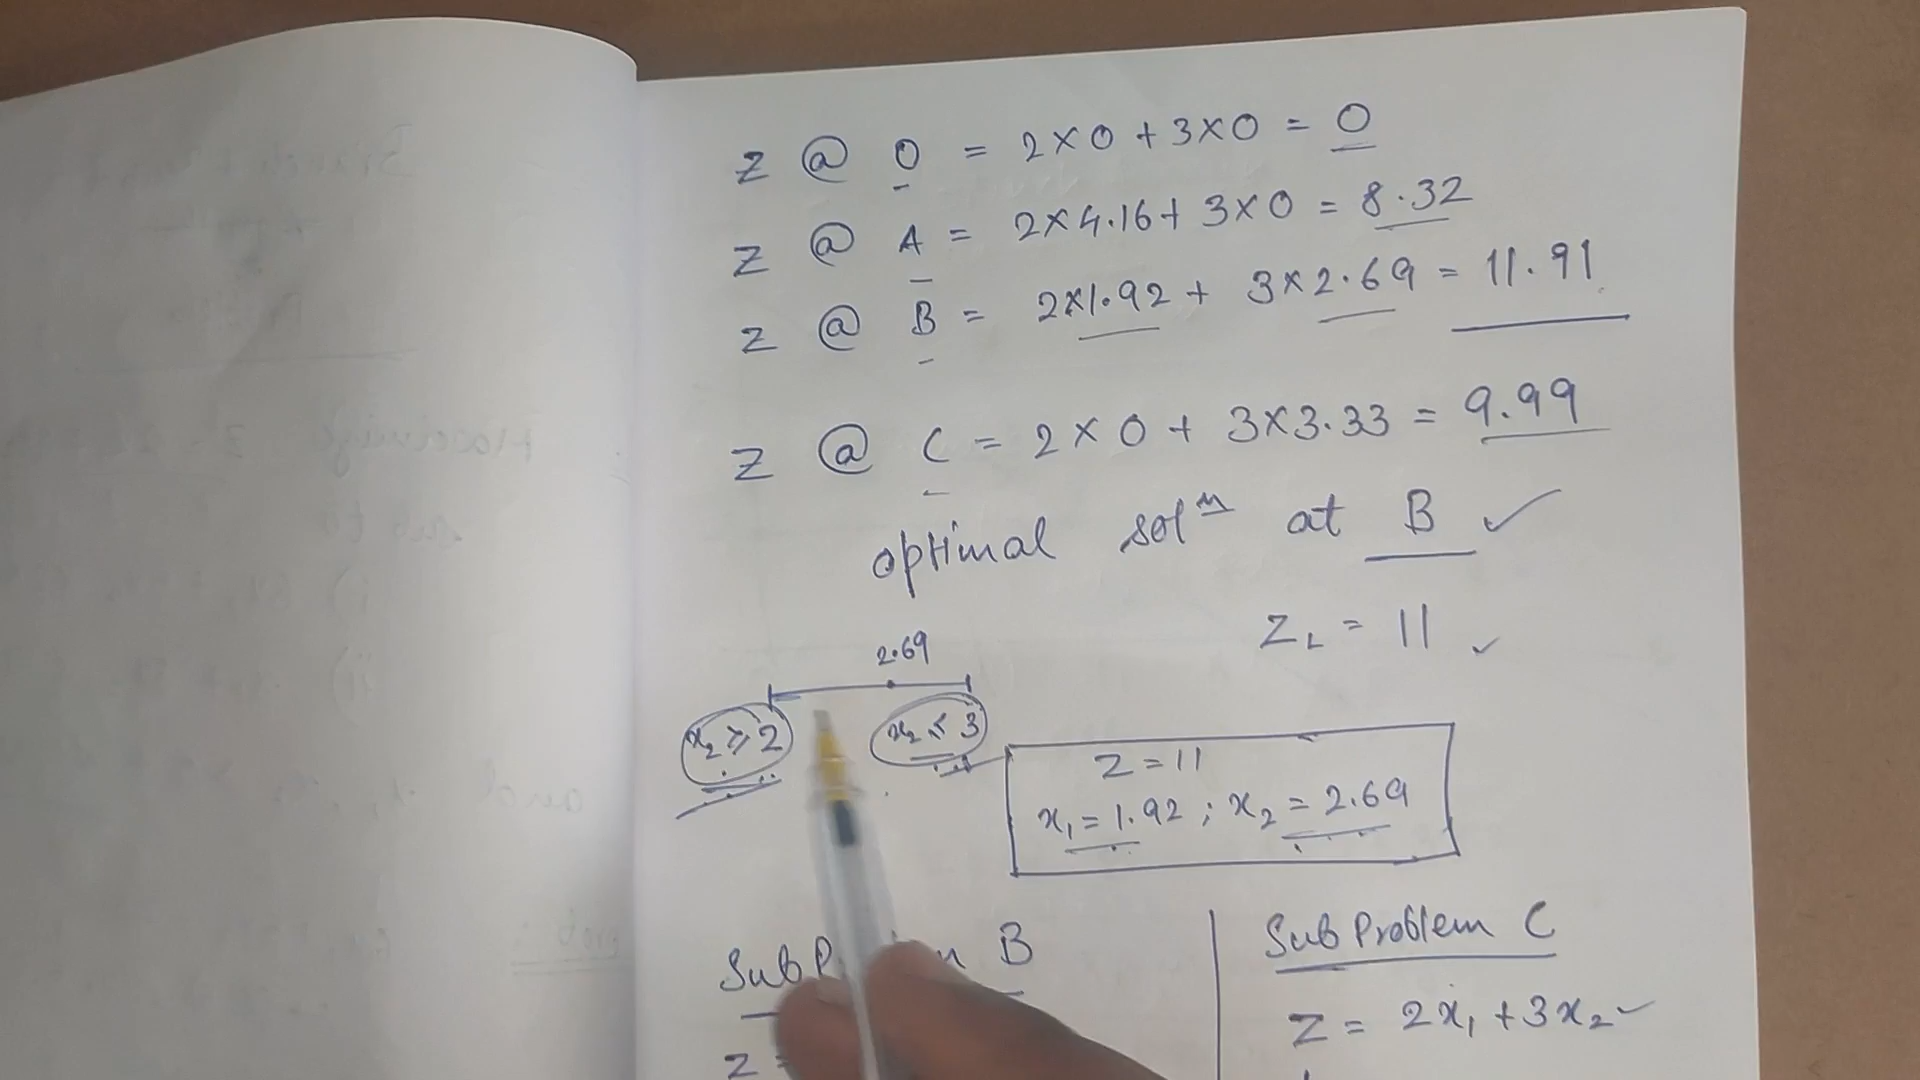 Z @ O = 2×0 + 3×0 = 0
Z @ A = 2×4.16 + 3×0 = 8.32
Z @ B = 2×1.92 + 3×2.69 = 11.91
Z @ C = 2×0 + 3×3.33 = 9.99
optimal solⁿ at B ✓
Z_L = 11 ✓
2.69
x₂ ⩾ 2 x₂ ⩽ 3
Z = 11
x₁ = 1.92 ; x₂ = 2.69
Sub P B
Sub Problem C
Z =
Z = 2x₁ + 3x₂ ✓